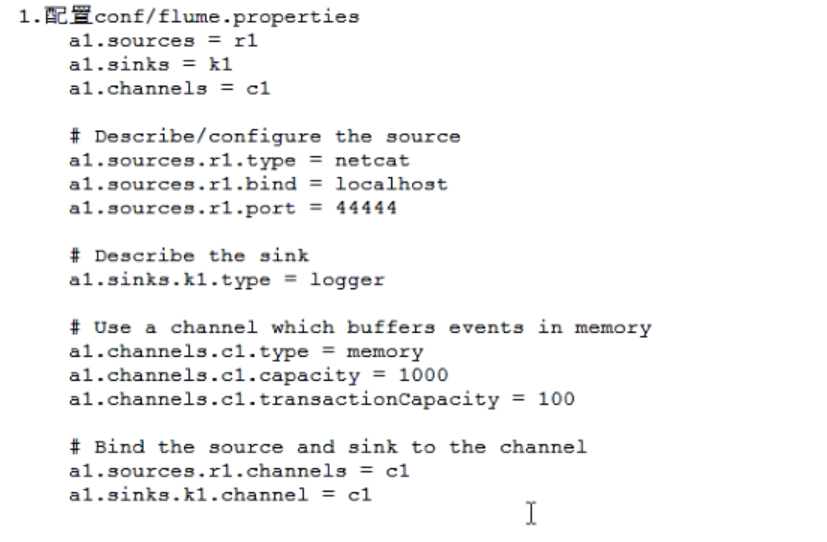 1.配置conf/flume.properties
a1.sources = r1
a1.sinks = k1
a1.channels = c1
# Describe/configure the source
a1.sources.r1.type = netcat
a1.sources.r1.bind = localhost
a1.sources.r1.port = 44444
# Describe the sink
a1.sinks.k1.type = logger
# Use a channel which buffers events in memory
a1.channels.c1.type = memory
a1.channels.c1.capacity = 1000
a1.channels.c1.transactionCapacity = 100
# Bind the source and sink to the channel
a1.sources.r1.channels = c1
a1.sinks.k1.channel = c1